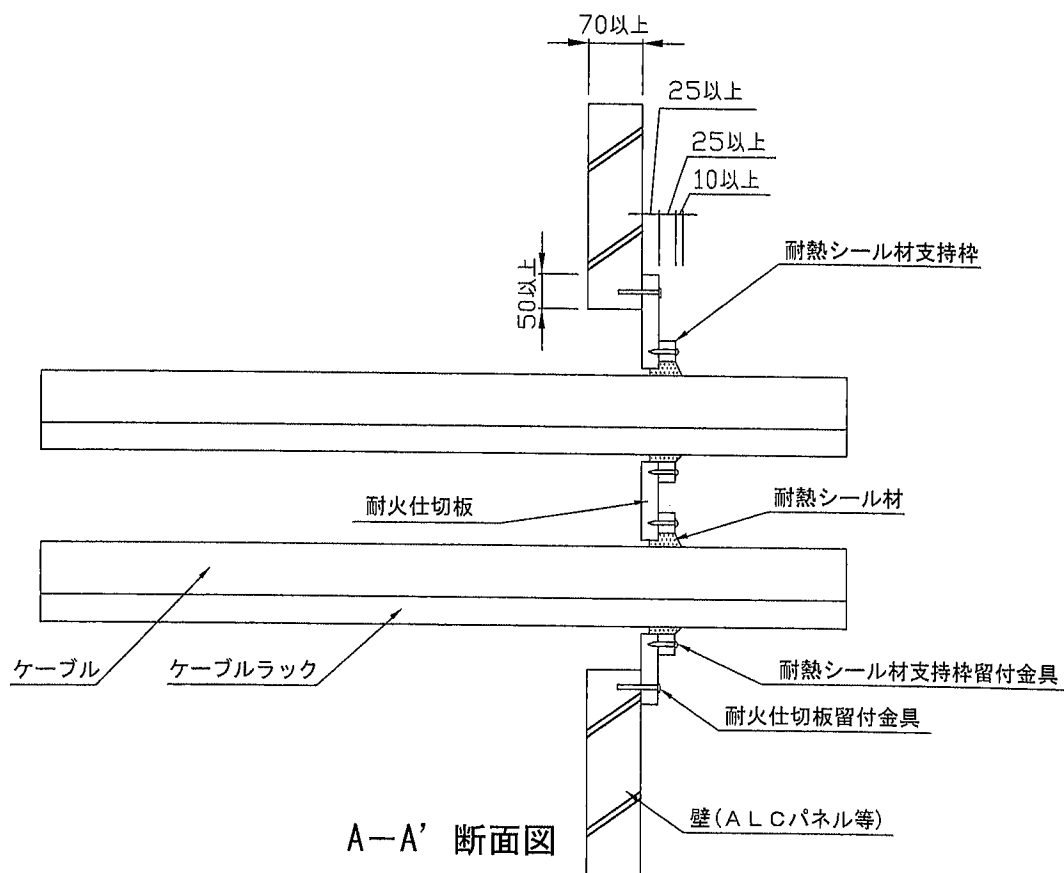 70以上
25以上
25以上
10以上
耐熱シール材支持枠
50以上
耐火仕切板
耐熱シール材
ケーブル
ケーブルラック
耐熱シール材支持枠留付金具
耐火仕切板留付金具
壁(ALCパネル等)
A－A’ 断面図